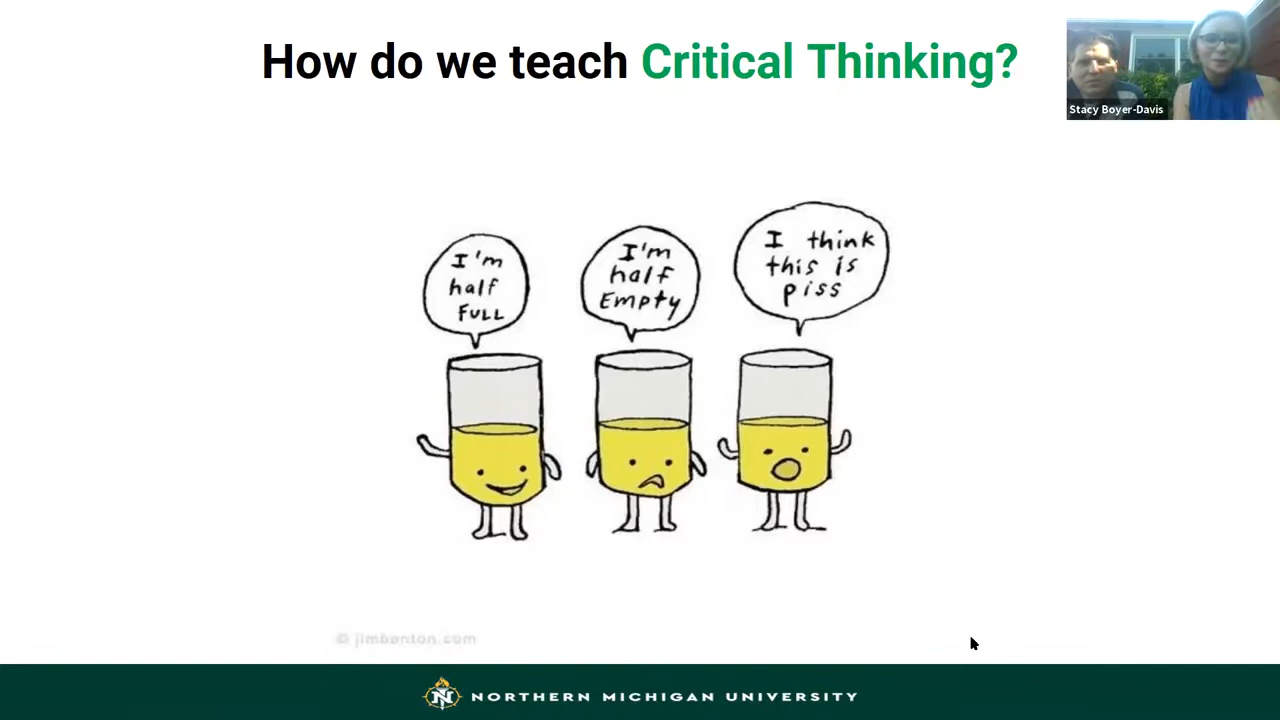 How do we teach Critical Thinking?
Stacy Boyer-Davis
I'm
half
FULL
I'm
half
EMPTY
I think
this is
piss
© jimbenton.com
NORTHERN MICHIGAN UNIVERSITY